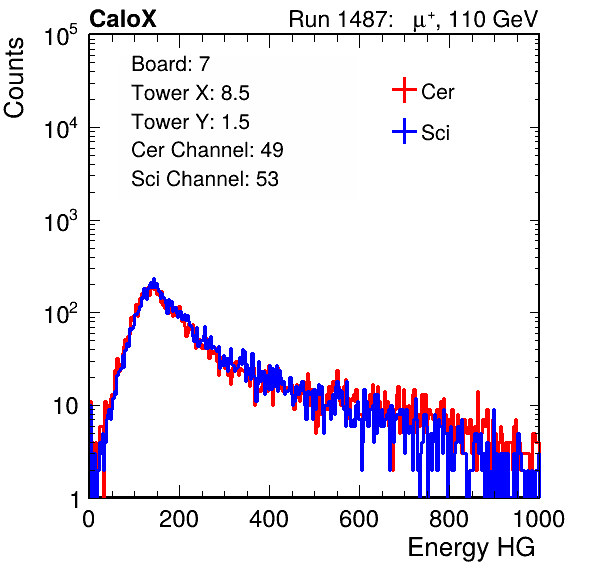 CaloX Run 1487: μ⁺, 110 GeV
Counts
Board: 7
Tower X: 8.5
Tower Y: 1.5
Cer Channel: 49
Sci Channel: 53
Cer
Sci
10⁵
10⁴
10³
10²
10
1
0 200 400 600 800 1000
Energy HG